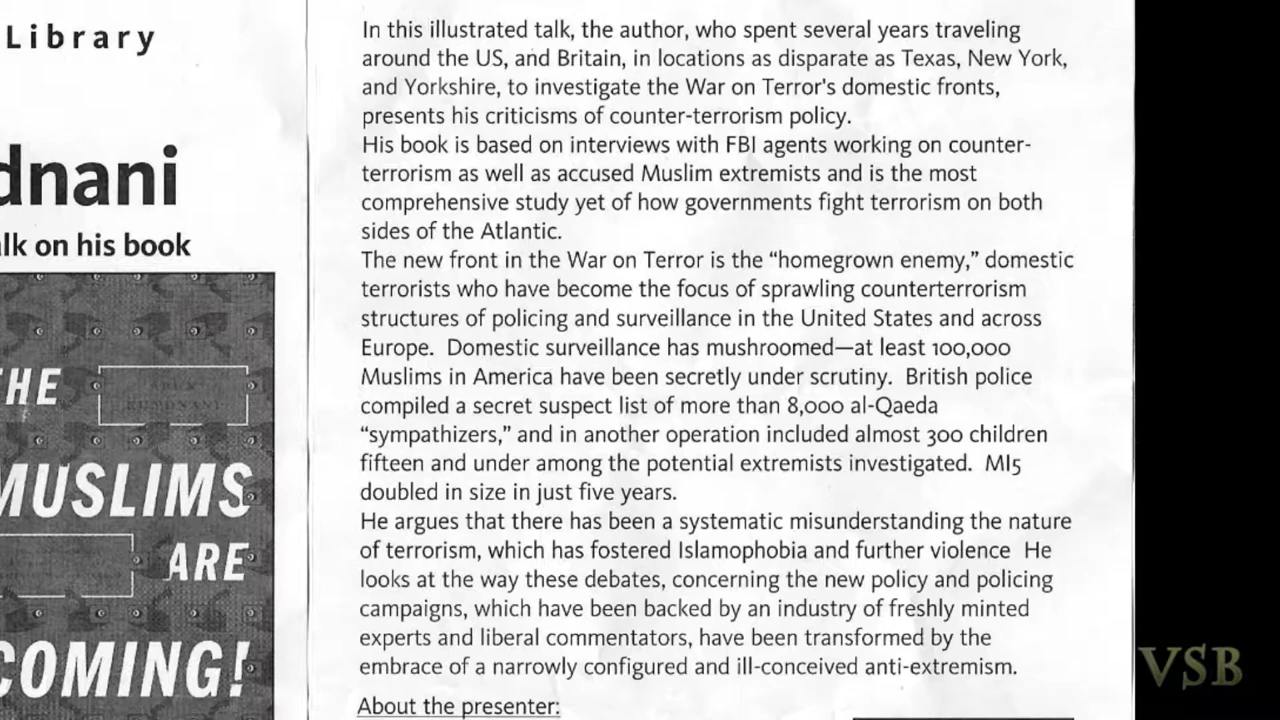 Library
dnani
alk on his book
THE
MUSLIMS
ARE
COMING!
In this illustrated talk, the author, who spent several years traveling
around the US, and Britain, in locations as disparate as Texas, New York,
and Yorkshire, to investigate the War on Terror's domestic fronts,
presents his criticisms of counter-terrorism policy.
His book is based on interviews with FBI agents working on counter-
terrorism as well as accused Muslim extremists and is the most
comprehensive study yet of how governments fight terrorism on both
sides of the Atlantic.
The new front in the War on Terror is the “homegrown enemy,” domestic
terrorists who have become the focus of sprawling counterterrorism
structures of policing and surveillance in the United States and across
Europe. Domestic surveillance has mushroomed—at least 100,000
Muslims in America have been secretly under scrutiny. British police
compiled a secret suspect list of more than 8,000 al-Qaeda
“sympathizers,” and in another operation included almost 300 children
fifteen and under among the potential extremists investigated. MI5
doubled in size in just five years.
He argues that there has been a systematic misunderstanding the nature
of terrorism, which has fostered Islamophobia and further violence He
looks at the way these debates, concerning the new policy and policing
campaigns, which have been backed by an industry of freshly minted
experts and liberal commentators, have been transformed by the
embrace of a narrowly configured and ill-conceived anti-extremism.
About the presenter:
VSB